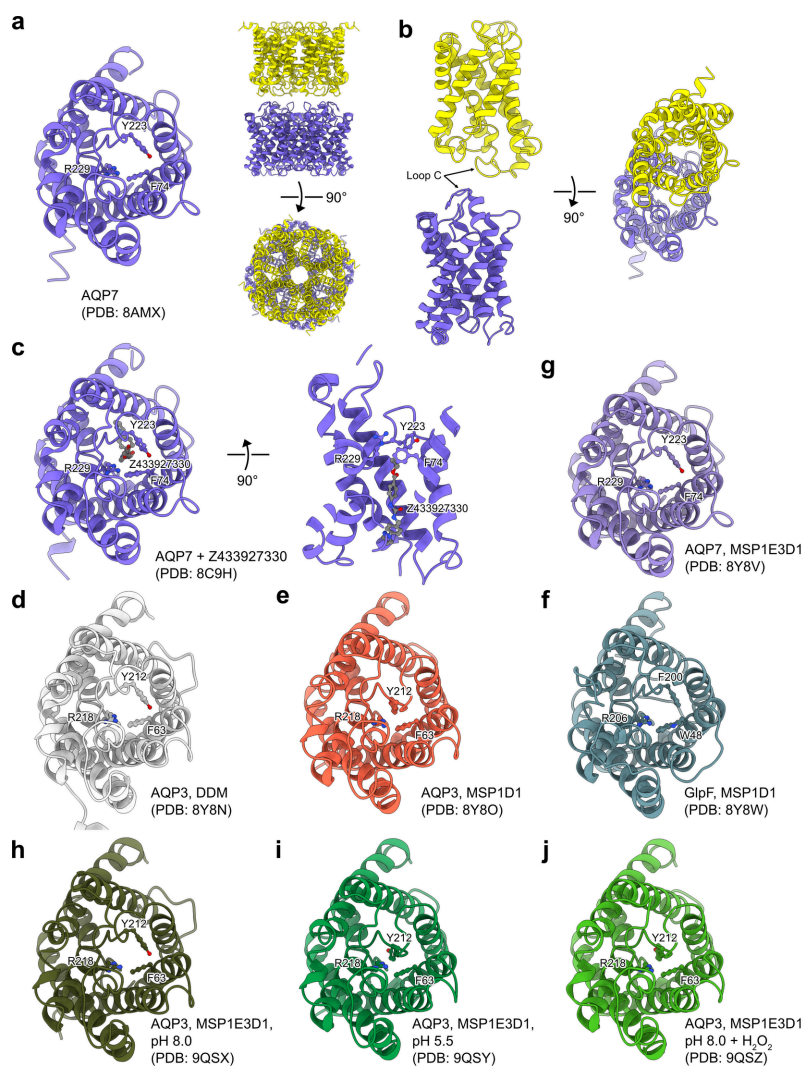 a
Y223
R229
F74
AQP7
(PDB: 8AMX)
90°
b
Loop C
90°
c
Y223
R229
Z433927330
F74
90°
AQP7 + Z433927330
(PDB: 8C9H)
Y223
R229
F74
Z433927330
g
Y223
R229
F74
AQP7, MSP1E3D1
(PDB: 8Y8V)
d
Y212
R218
F63
AQP3, DDM
(PDB: 8Y8N)
e
Y212
R218
F63
AQP3, MSP1D1
(PDB: 8Y8O)
f
F200
R206
W48
GlpF, MSP1D1
(PDB: 8Y8W)
h
Y212
R218
F63
AQP3, MSP1E3D1,
pH 8.0
(PDB: 9QSX)
i
Y212
R218
F63
AQP3, MSP1E3D1,
pH 5.5
(PDB: 9QSY)
j
Y212
R218
F63
AQP3, MSP1E3D1
pH 8.0 + H₂O₂
(PDB: 9QSZ)